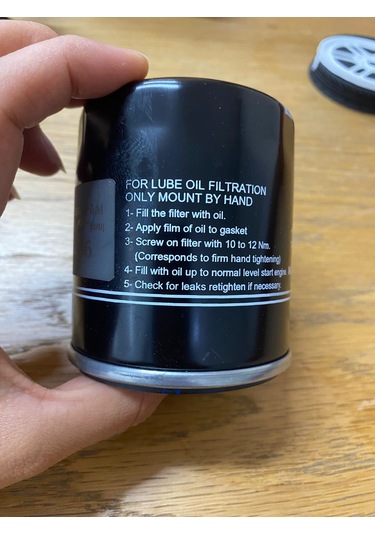 FOR LUBE OIL FILTRATION
ONLY MOUNT BY HAND
1- Fill the filter with oil.
2- Apply film of oil to gasket
3- Screw on filter with 10 to 12 Nm.
(Corresponds to firm hand tightening)
4- Fill with oil up to normal level start engine.
5- Check for leaks retighten if necessary.